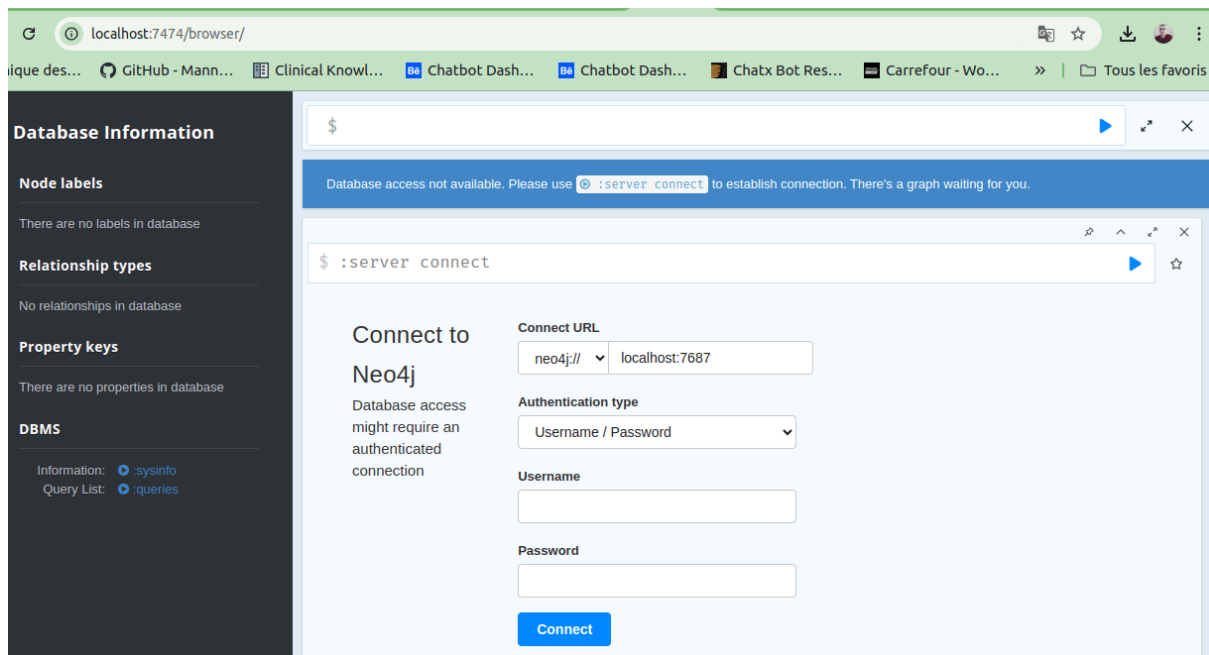 localhost:7474/browser/
ique des...
GitHub - Mann...
Clinical Knowl...
Bē Chatbot Dash...
Bē Chatbot Dash...
Chatx Bot Res...
Carrefour - Wo...
»
Tous les favoris
Database Information
Node labels
There are no labels in database
Relationship types
No relationships in database
Property keys
There are no properties in database
DBMS
Information: :sysinfo
Query List: :queries
$
Database access not available. Please use :server connect to establish connection. There's a graph waiting for you.
$ :server connect
Connect to
Neo4j
Database access
might require an
authenticated
connection
Connect URL
neo4j:// localhost:7687
Authentication type
Username / Password
Username
Password
Connect